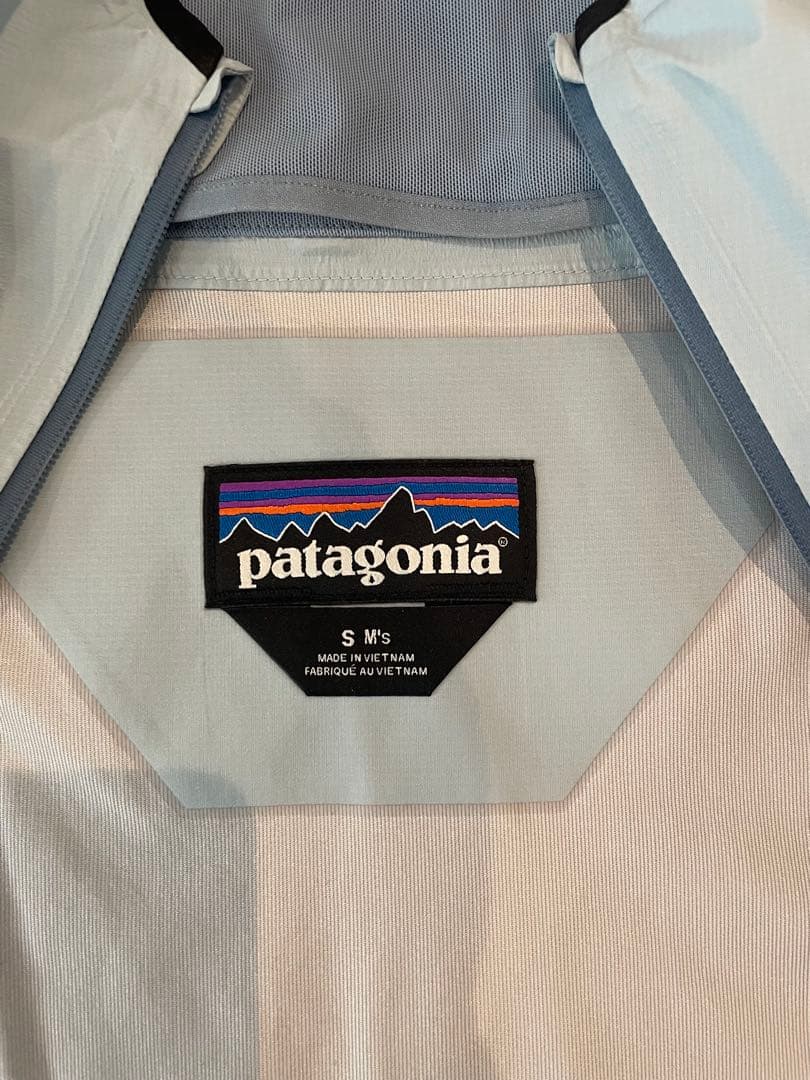 patagonia®
S M's
MADE IN VIETNAM
FABRIQUÉ AU VIETNAM